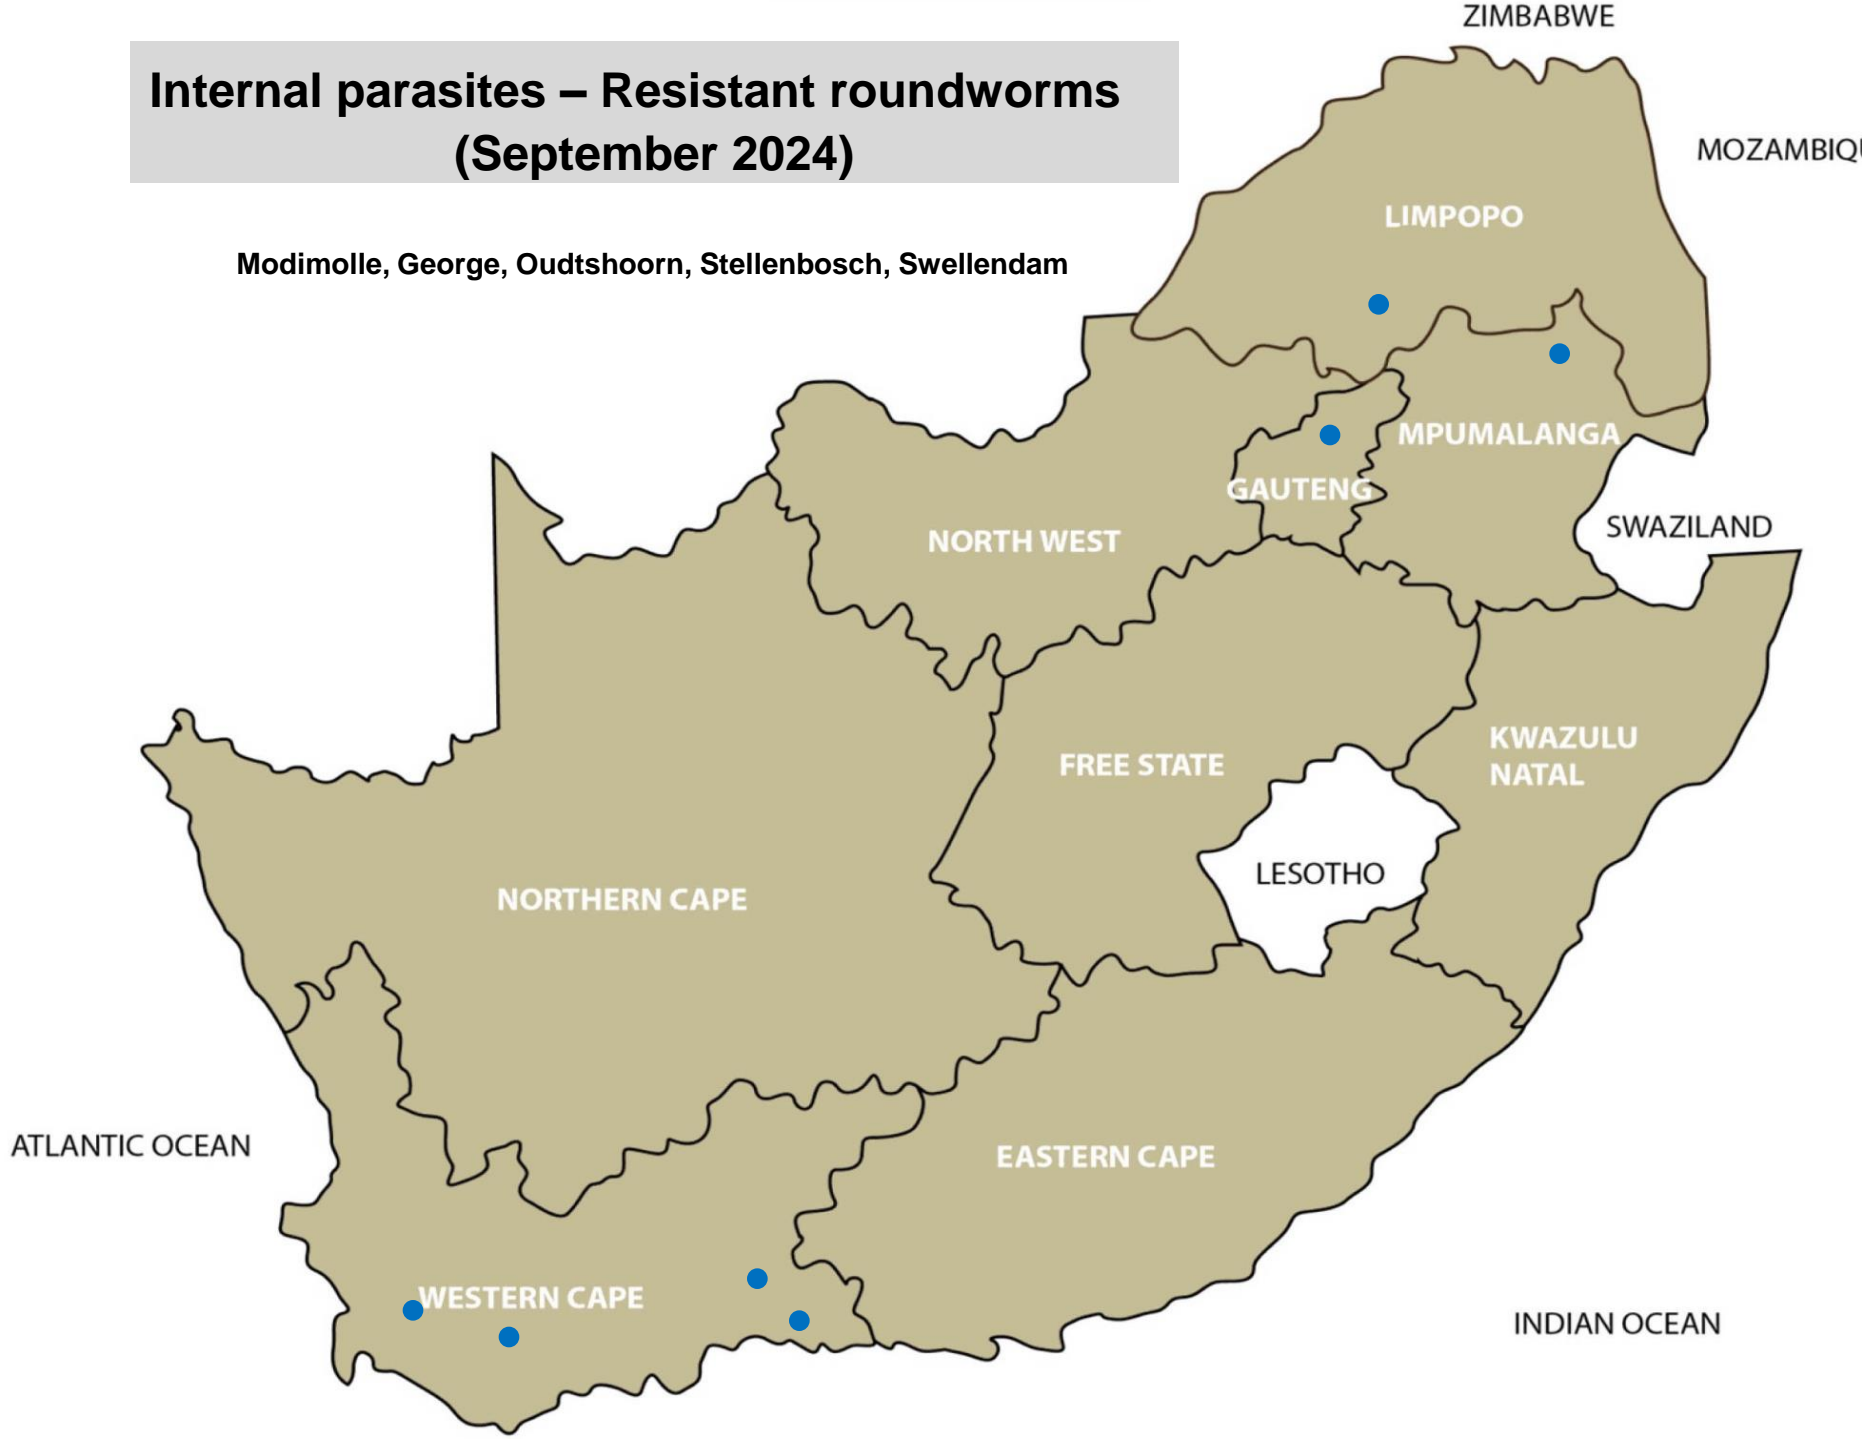 ZIMBABWE
Internal parasites – Resistant roundworms
(September 2024)
MOZAMBIQU
LIMPOPO
Modimolle, George, Oudtshoorn, Stellenbosch, Swellendam
MPUMALANGA
GAUTENG
NORTH WEST
SWAZILAND
KWAZULU
NATAL
FREE STATE
LESOTHO
NORTHERN CAPE
ATLANTIC OCEAN
EASTERN CAPE
WESTERN CAPE
INDIAN OCEAN